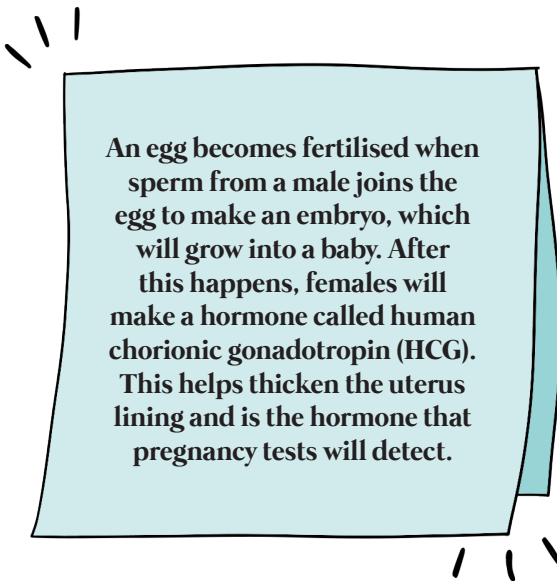 An egg becomes fertilised when
sperm from a male joins the
egg to make an embryo, which
will grow into a baby. After
this happens, females will
make a hormone called human
chorionic gonadotropin (HCG).
This helps thicken the uterus
lining and is the hormone that
pregnancy tests will detect.